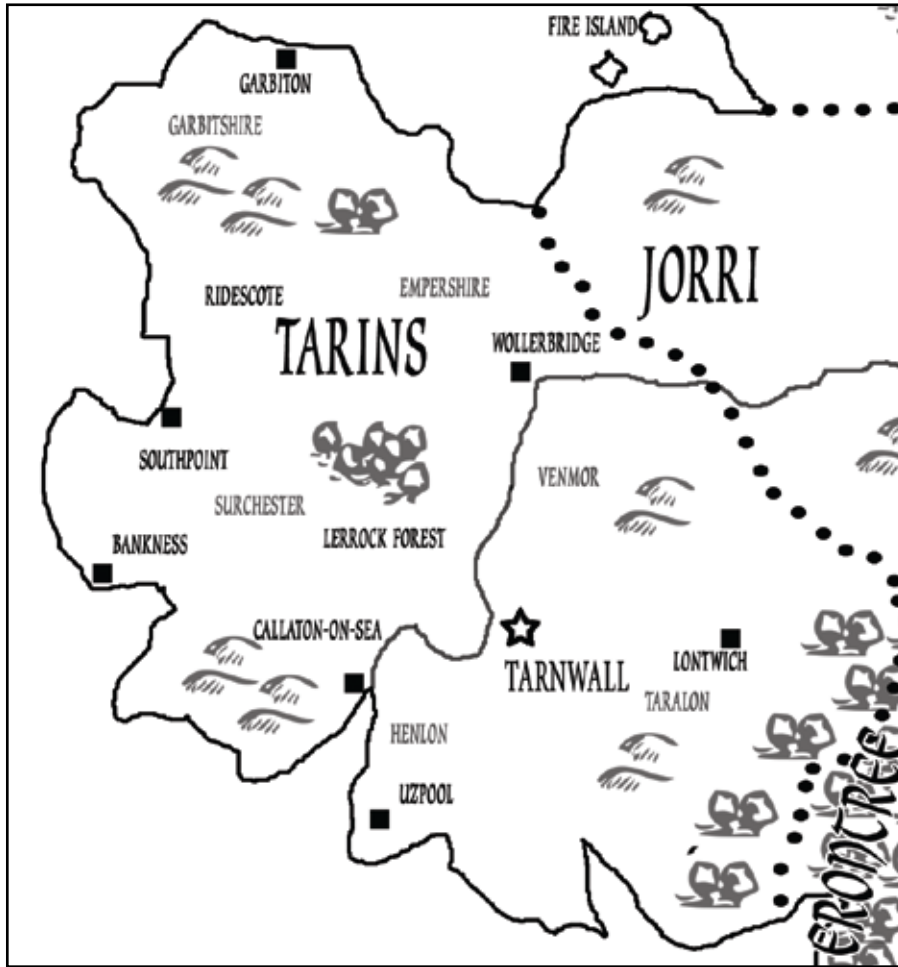 FIRE ISLAND
GARBITON
GARBITSHIRE
JORRI
EMPERSHIRE
RIDESCOTE
TARINS
WOLLERBRIDGE
SOUTHPOINT
VENMOR
SURCHESTER
LERROCK FOREST
BANKNESS
CALLATON-ON-SEA
LONTWICH
TARNWALL
TARALON
HENLON
UZPOOL
FROMTREE